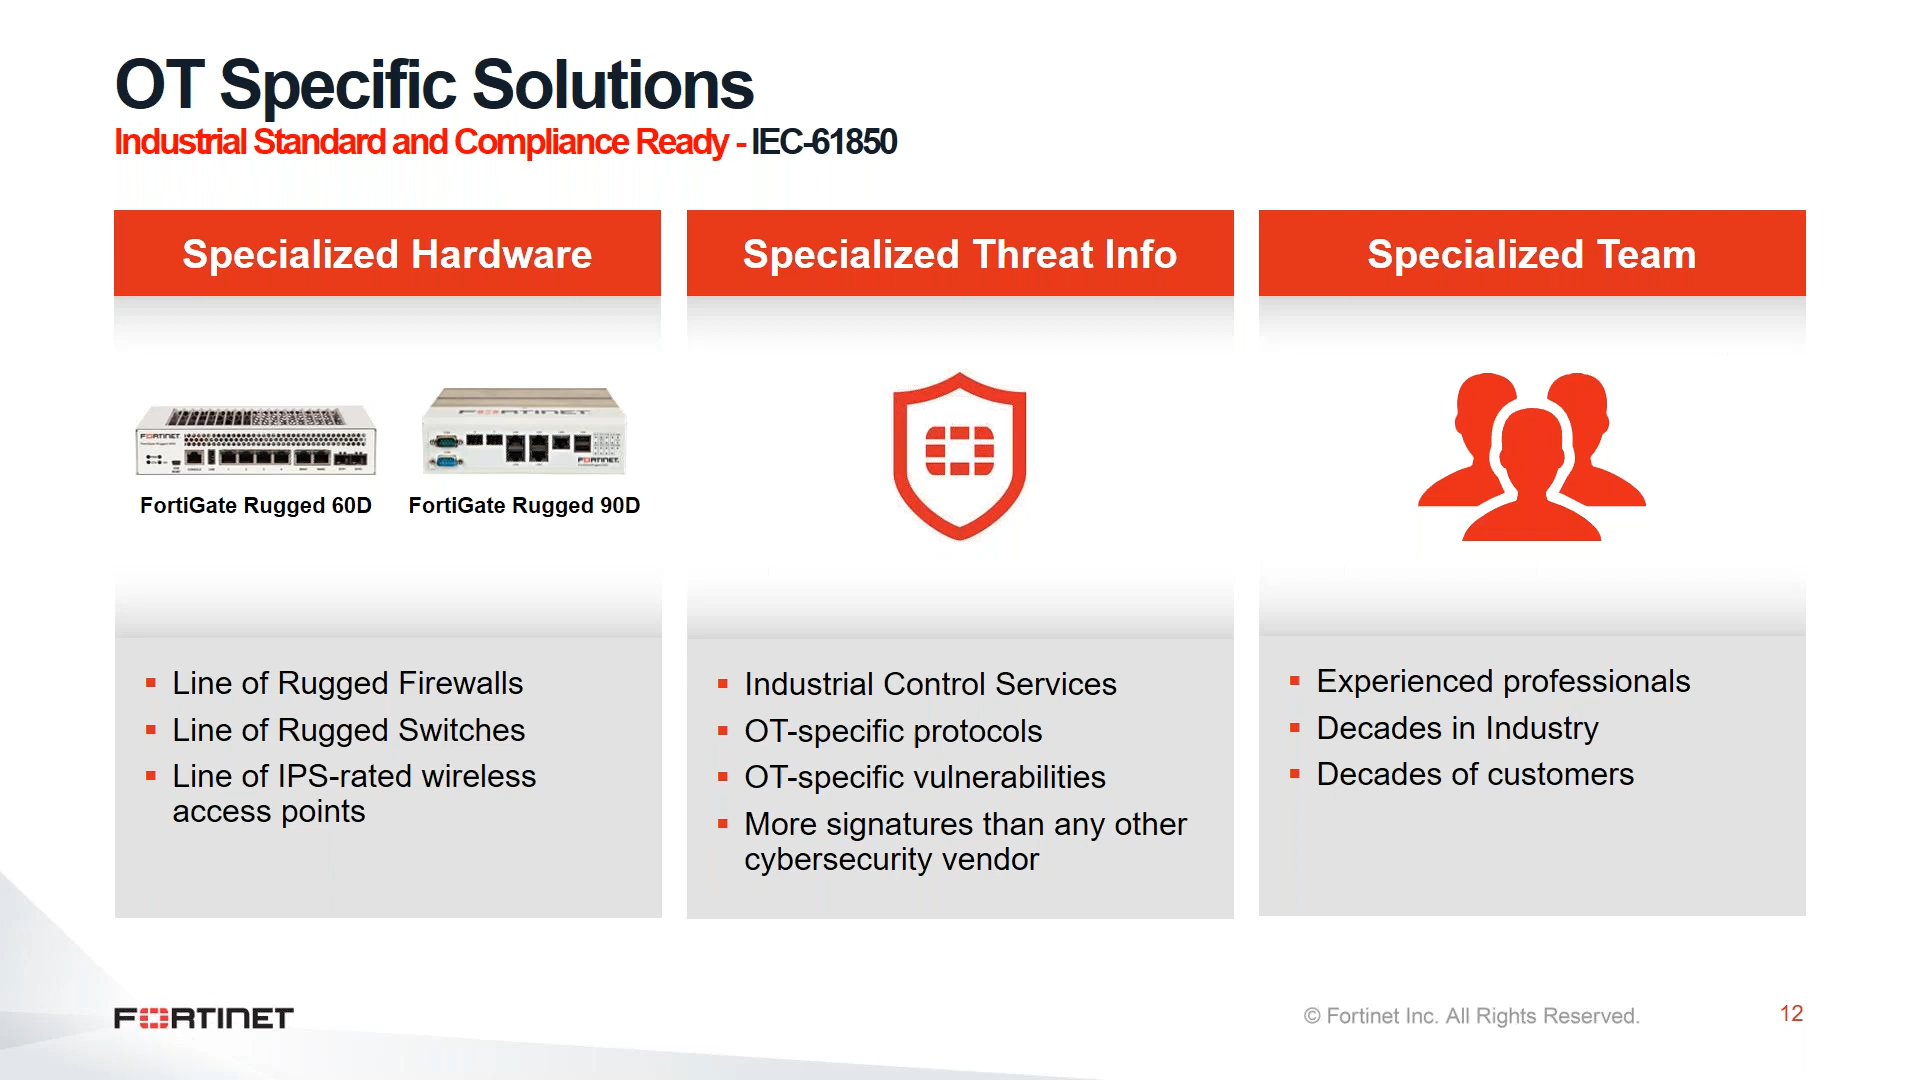 OT Specific Solutions
Industrial Standard and Compliance Ready - IEC-61850
Specialized Hardware
FORTINET
FORTINET
FORTINET
FortiGate Rugged 60D
FortiGate Rugged 90D
Line of Rugged Firewalls
Line of Rugged Switches
Line of IPS-rated wireless
access points
Specialized Threat Info
Industrial Control Services
OT-specific protocols
OT-specific vulnerabilities
More signatures than any other
cybersecurity vendor
Specialized Team
Experienced professionals
Decades in Industry
Decades of customers
FORTINET
© Fortinet Inc. All Rights Reserved.
12